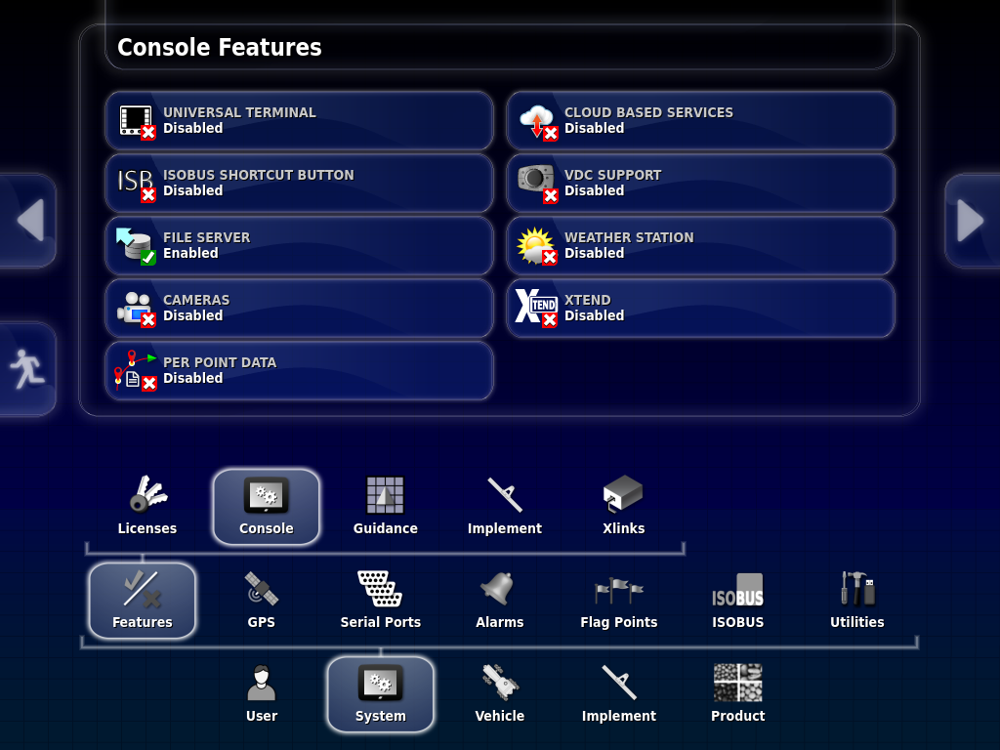 Console Features
UNIVERSAL TERMINAL
Disabled
CLOUD BASED SERVICES
Disabled
ISB
ISOBUS SHORTCUT BUTTON
Disabled
VDC SUPPORT
Disabled
FILE SERVER
Enabled
WEATHER STATION
Disabled
CAMERAS
Disabled
XTEND
XTEND
Disabled
PER POINT DATA
Disabled
Licenses
Console
Guidance
Implement
Xlinks
Features
GPS
Serial Ports
Alarms
Flag Points
ISOBUS
ISOBUS
Utilities
User
System
Vehicle
Implement
Product